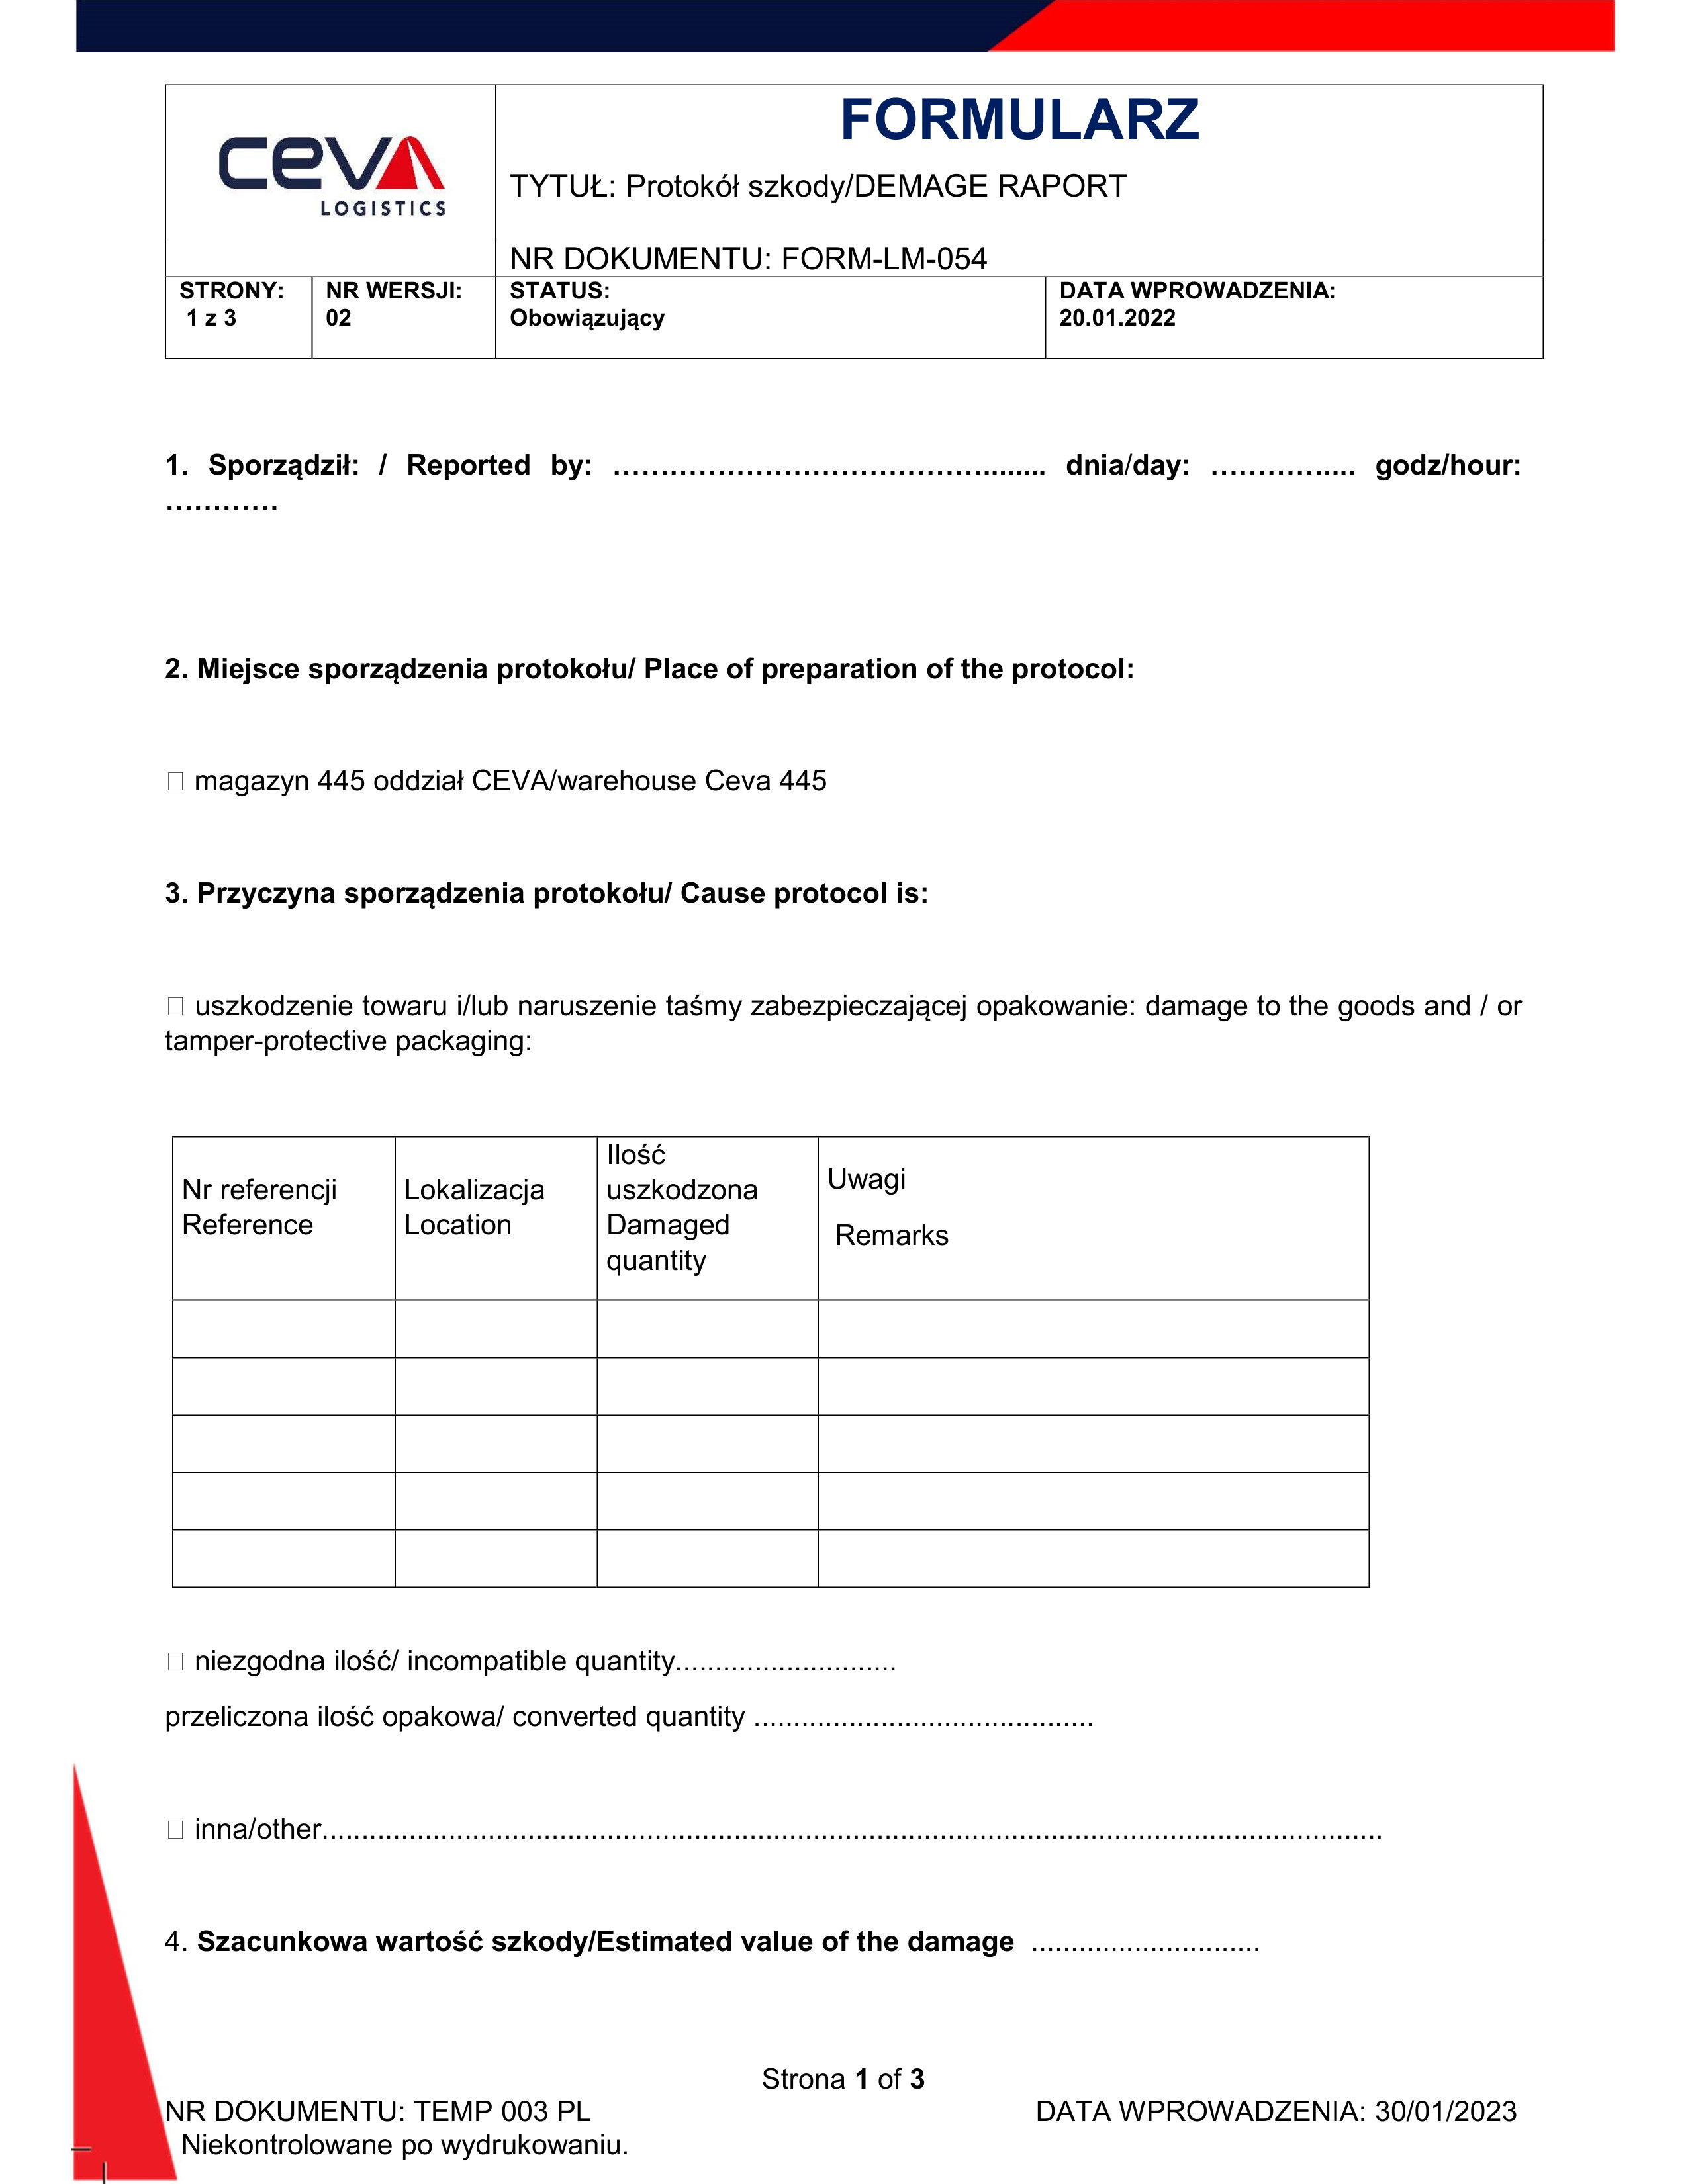 ceva
LOGISTICS
FORMULARZ
TYTUŁ: Protokół szkody/DEMAGE RAPORT
NR DOKUMENTU: FORM-LM-054
STRONY:
1 z 3
NR WERSJI:
02
STATUS:
Obowiązujący
DATA WPROWADZENIA:
20.01.2022
1. Sporządził: / Reported by: …………………………………........ dnia/day: ………….... godz/hour:
…………
2. Miejsce sporządzenia protokołu/ Place of preparation of the protocol:
☐ magazyn 445 oddział CEVA/warehouse Ceva 445
3. Przyczyna sporządzenia protokołu/ Cause protocol is:
☐ uszkodzenie towaru i/lub naruszenie taśmy zabezpieczającej opakowanie: damage to the goods and / or
tamper-protective packaging:
Nr referencji
Reference
Lokalizacja
Location
Ilość
uszkodzona
Damaged
quantity
Uwagi
Remarks
☐ niezgodna ilość/ incompatible quantity............................
przeliczona ilość opakowa/ converted quantity ...........................................
☐ inna/other......................................................................................................................................
4. Szacunkowa wartość szkody/Estimated value of the damage .............................
Strona 1 of 3
NR DOKUMENTU: TEMP 003 PL
DATA WPROWADZENIA: 30/01/2023
Niekontrolowane po wydrukowaniu.